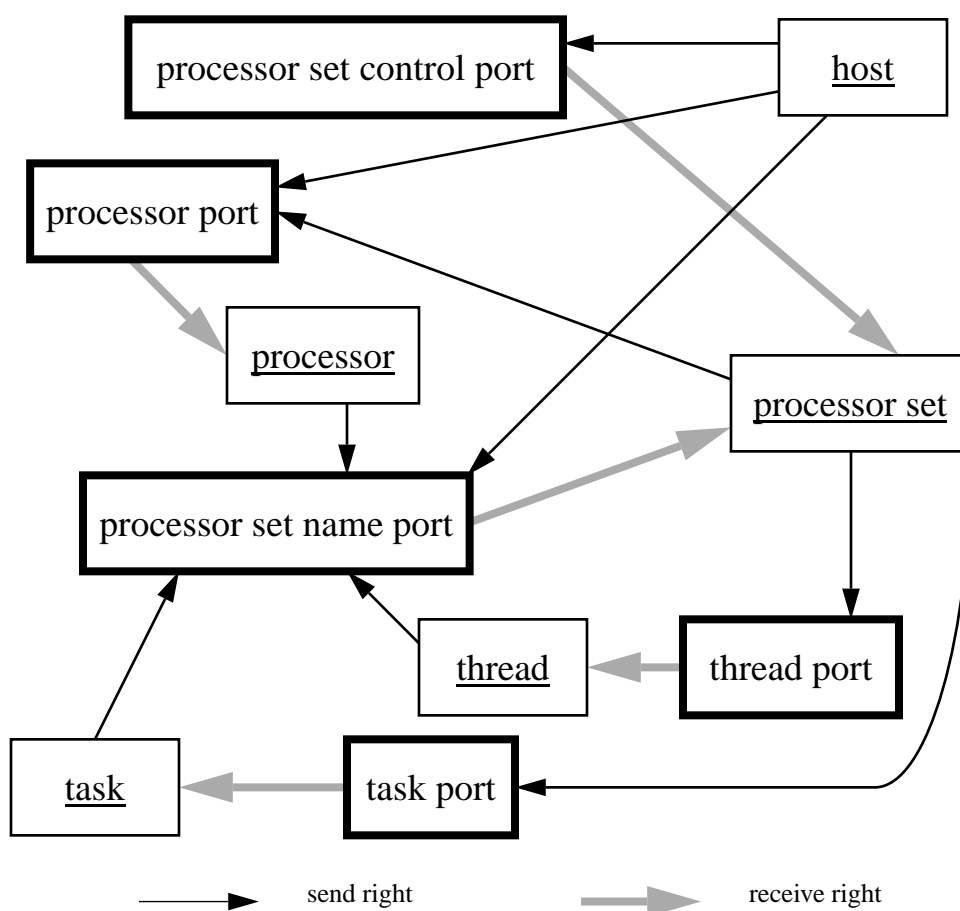 processor set control port
host
processor port
processor
processor set
processor set name port
thread
thread port
task
task port
send right
receive right